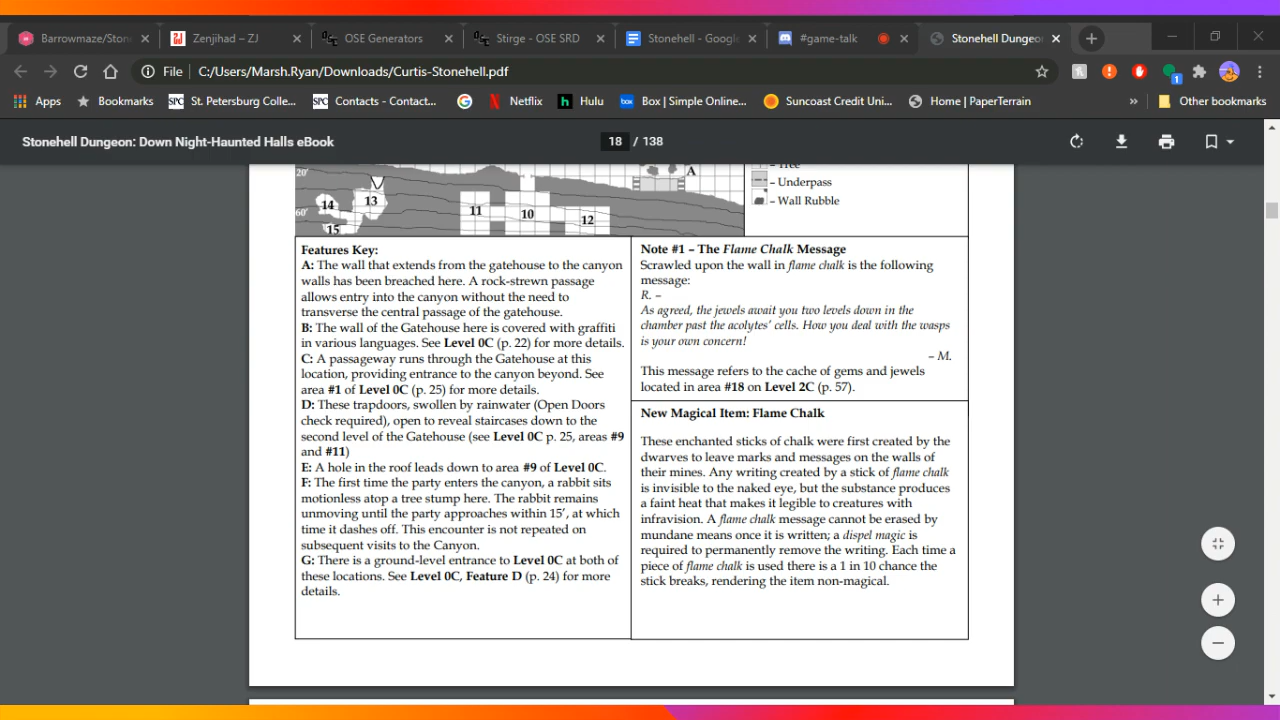 Barrowmaze/Ston
Zenjihad – ZJ
OSE Generators
Stirge - OSE SRD
Stonehell - Google
#game-talk
Stonehell Dungeo
File C:/Users/Marsh.Ryan/Downloads/Curtis-Stonehell.pdf
Apps Bookmarks SPC St. Petersburg Colle... SPC Contacts - Contact... Netflix h Hulu box Box | Simple Onlin... Suncoast Credit Uni... Home | PaperTerrain » Other bookmarks
Stonehell Dungeon: Down Night-Haunted Halls eBook 18 / 138
20'
60'
14
13
15
11
10
12
A
– Tree
– Underpass
– Wall Rubble
Features Key:
A: The wall that extends from the gatehouse to the canyon
walls has been breached here. A rock-strewn passage
allows entry into the canyon without the need to
transverse the central passage of the gatehouse.
B: The wall of the Gatehouse here is covered with graffiti
in various languages. See Level 0C (p. 22) for more details.
C: A passageway runs through the Gatehouse at this
location, providing entrance to the canyon beyond. See
area #1 of Level 0C (p. 25) for more details.
D: These trapdoors, swollen by rainwater (Open Doors
check required), open to reveal staircases down to the
second level of the Gatehouse (see Level 0C p. 25, areas #9
and #11)
E: A hole in the roof leads down to area #9 of Level 0C.
F: The first time the party enters the canyon, a rabbit sits
motionless atop a tree stump here. The rabbit remains
unmoving until the party approaches within 15', at which
time it dashes off. This encounter is not repeated on
subsequent visits to the Canyon.
G: There is a ground-level entrance to Level 0C at both of
these locations. See Level 0C, Feature D (p. 24) for more
details.
Note #1 – The Flame Chalk Message
Scrawled upon the wall in flame chalk is the following
message:
R. –
As agreed, the jewels await you two levels down in the
chamber past the acolytes' cells. How you deal with the wasps
is your own concern!
– M.
This message refers to the cache of gems and jewels
located in area #18 on Level 2C (p. 57).
New Magical Item: Flame Chalk
These enchanted sticks of chalk were first created by the
dwarves to leave marks and messages on the walls of
their mines. Any writing created by a stick of flame chalk
is invisible to the naked eye, but the substance produces
a faint heat that makes it legible to creatures with
infravision. A flame chalk message cannot be erased by
mundane means once it is written; a dispel magic is
required to permanently remove the writing. Each time a
piece of flame chalk is used there is a 1 in 10 chance the
stick breaks, rendering the item non-magical.